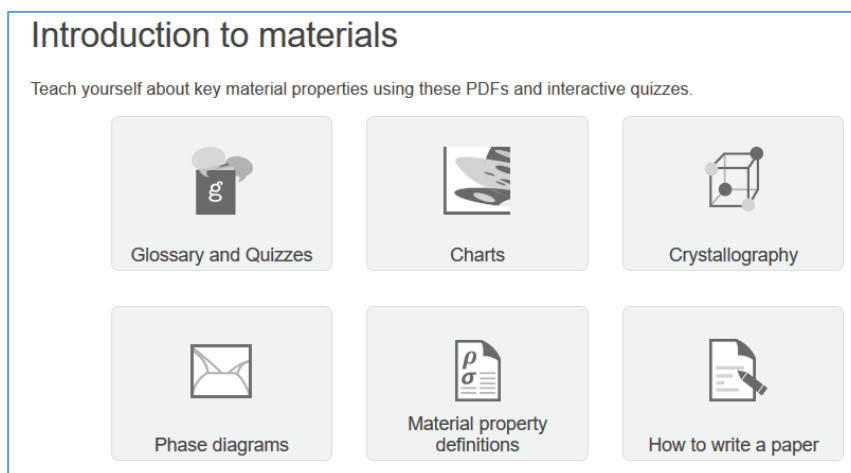 Introduction to materials
Teach yourself about key material properties using these PDFs and interactive quizzes.
g
Glossary and Quizzes
Charts
Crystallography
Phase diagrams
ρ
σ
Material property
definitions
How to write a paper